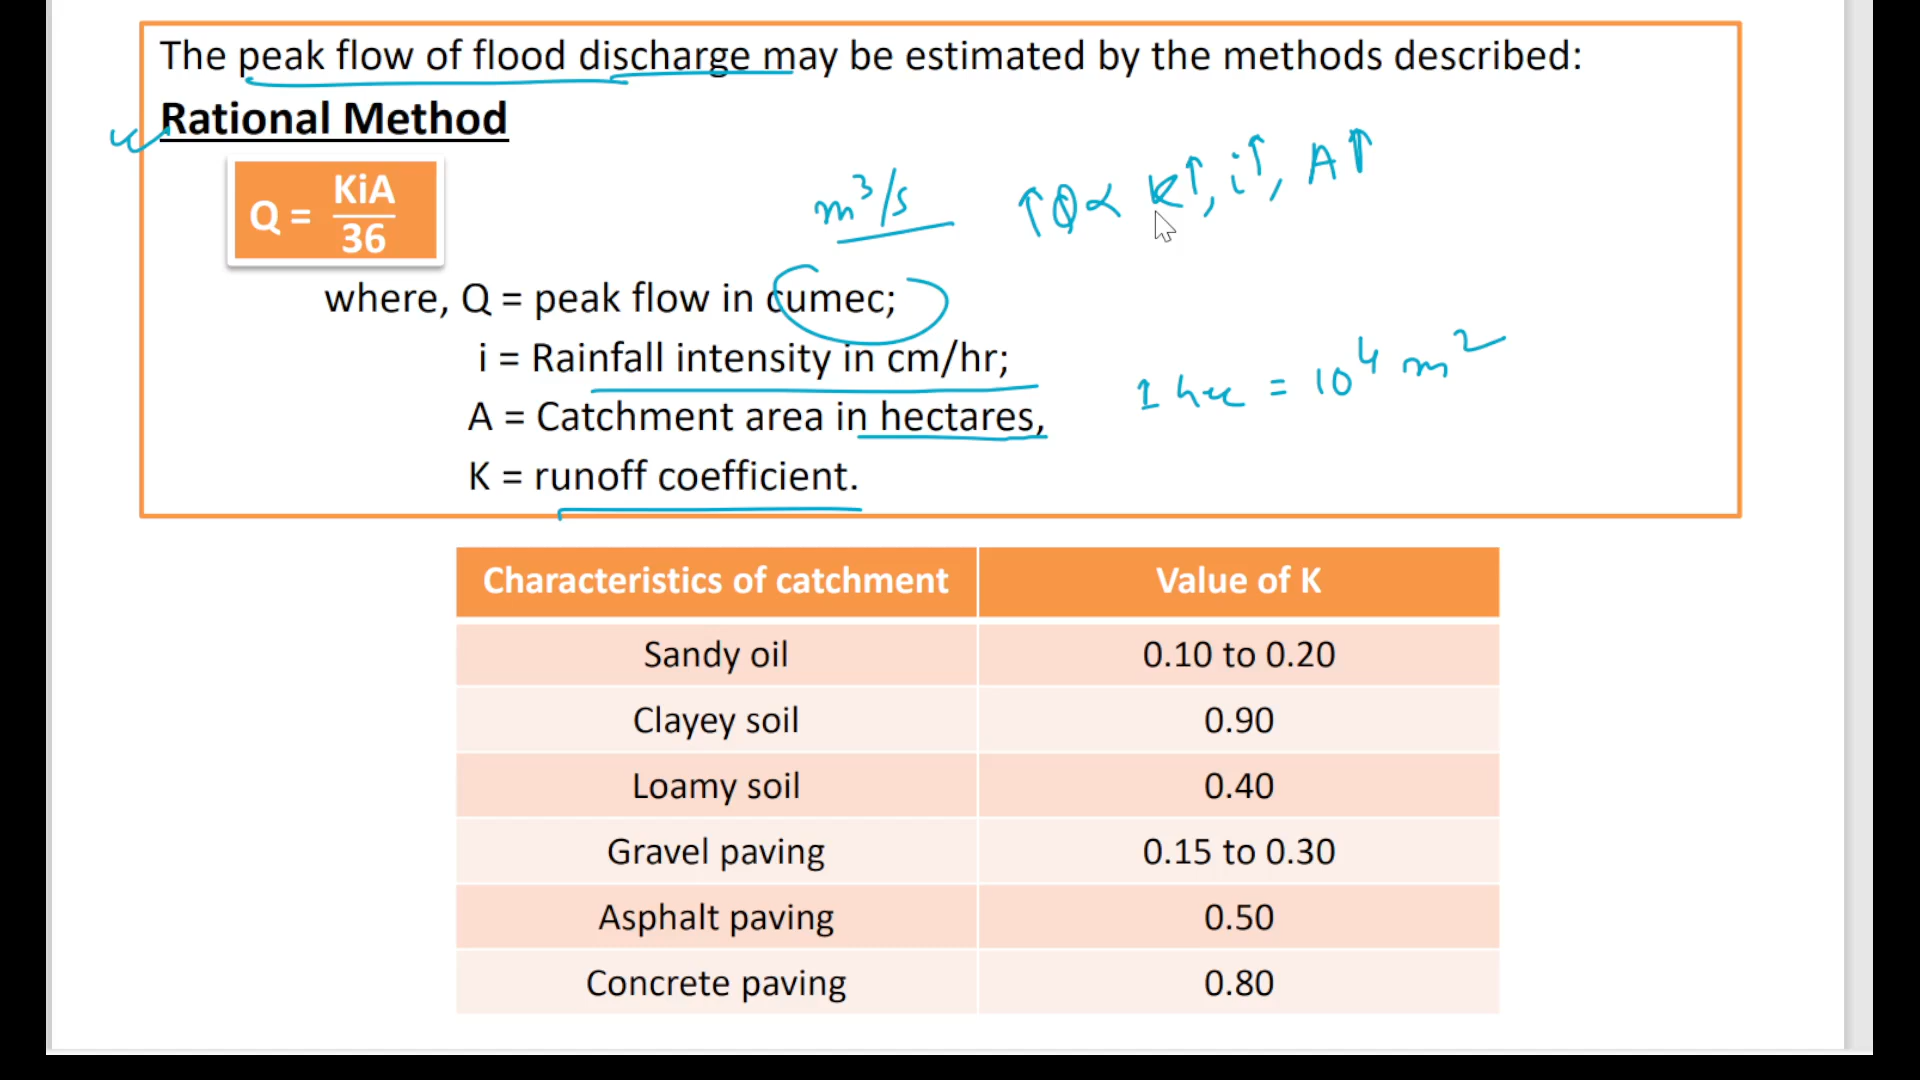 The peak flow of flood discharge may be estimated by the methods described:
Rational Method
Q = KiA/36
m³/s
↑Q∝ K↑, i↑, A↑
where, Q = peak flow in cumec;
i = Rainfall intensity in cm/hr;
1 hec = 10⁴ m²
A = Catchment area in hectares,
K = runoff coefficient.
Characteristics of catchment Value of K
Sandy oil 0.10 to 0.20
Clayey soil 0.90
Loamy soil 0.40
Gravel paving 0.15 to 0.30
Asphalt paving 0.50
Concrete paving 0.80